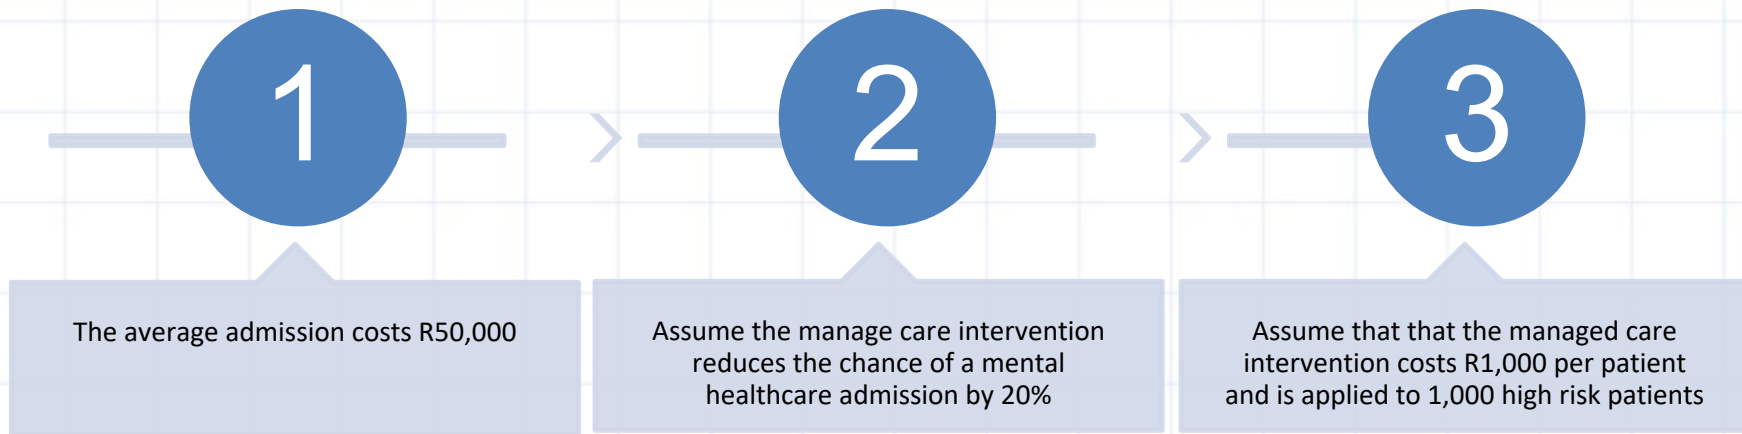 1
2
3
The average admission costs R50,000
Assume the manage care intervention
reduces the chance of a mental
healthcare admission by 20%
Assume that that the managed care
intervention costs R1,000 per patient
and is applied to 1,000 high risk patients